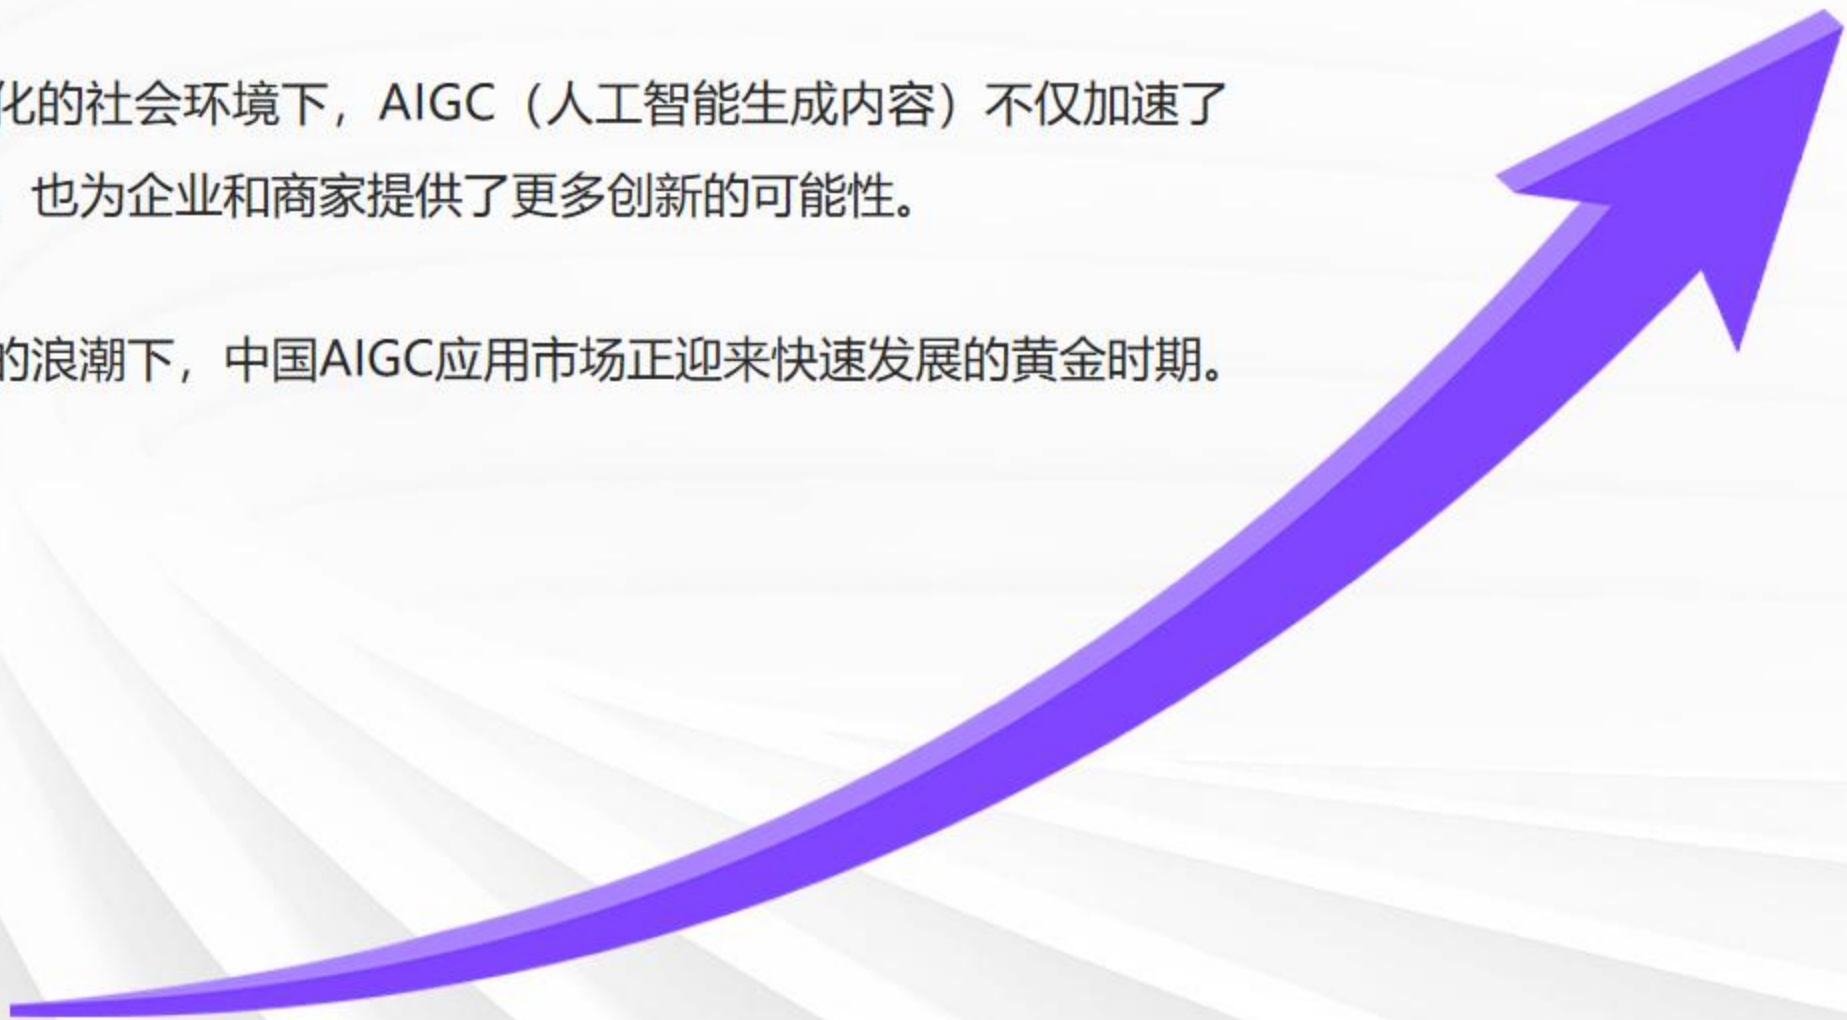 化的社会环境下，AIGC（人工智能生成内容）不仅加速了
也为企业和商家提供了更多创新的可能性。
的浪潮下，中国AIGC应用市场正迎来快速发展的黄金时期。